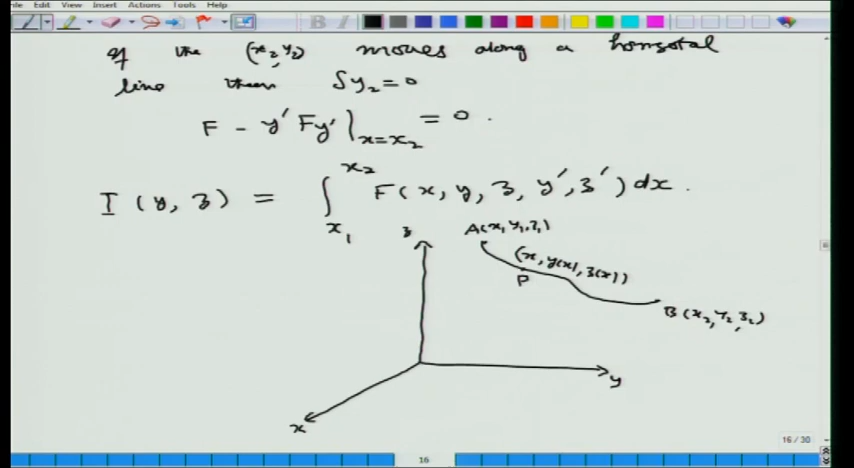 File Edit View Insert Actions Tools Help
If the (x₂, y₂) moves along a horizotal
line then δy₂ = 0
F - y' Fy' |ₓ₌ₓ₂ = 0 .
I (y, z) = ∫ₓ₁ˣ² F(x, y, z, y', z') dx .
z
A(x₁, y₁, z₁)
(x, y(x), z(x))
P
B(x₂, y₂, z₂)
y
x
16 / 30
16